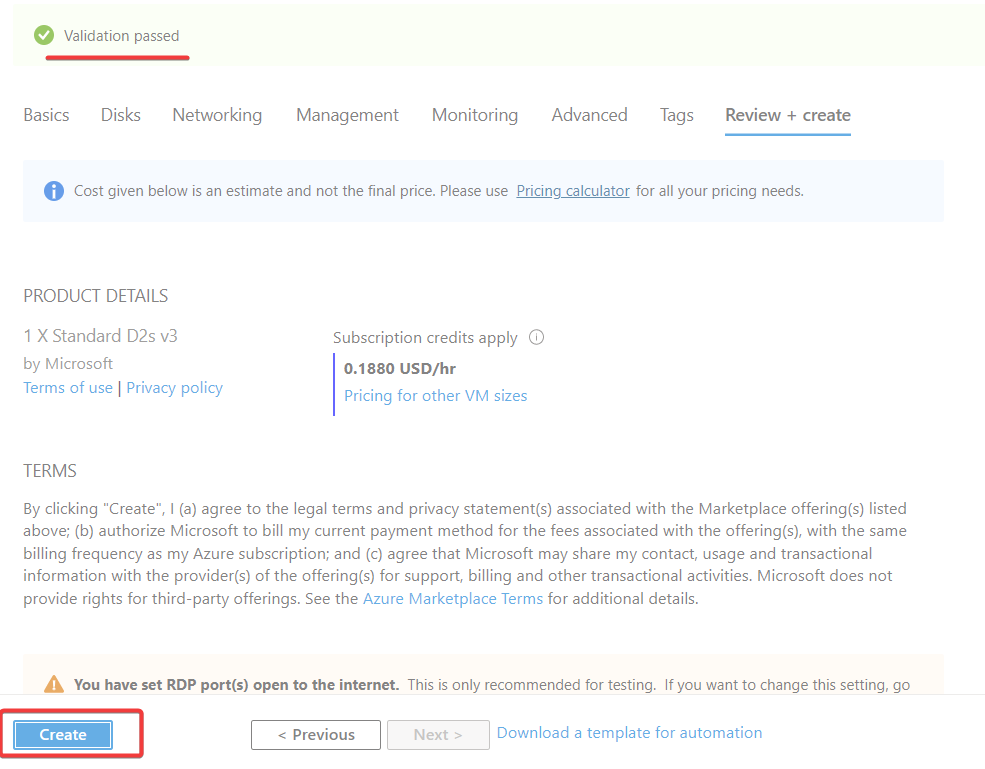 Validation passed
Basics Disks Networking Management Monitoring Advanced Tags Review + create
Cost given below is an estimate and not the final price. Please use Pricing calculator for all your pricing needs.
PRODUCT DETAILS
1 X Standard D2s v3
by Microsoft
Terms of use | Privacy policy
Subscription credits apply
0.1880 USD/hr
Pricing for other VM sizes
TERMS
By clicking "Create", I (a) agree to the legal terms and privacy statement(s) associated with the Marketplace offering(s) listed
above; (b) authorize Microsoft to bill my current payment method for the fees associated with the offering(s), with the same
billing frequency as my Azure subscription; and (c) agree that Microsoft may share my contact, usage and transactional
information with the provider(s) of the offering(s) for support, billing and other transactional activities. Microsoft does not
provide rights for third-party offerings. See the Azure Marketplace Terms for additional details.
You have set RDP port(s) open to the internet. This is only recommended for testing. If you want to change this setting, go
Create < Previous Next > Download a template for automation